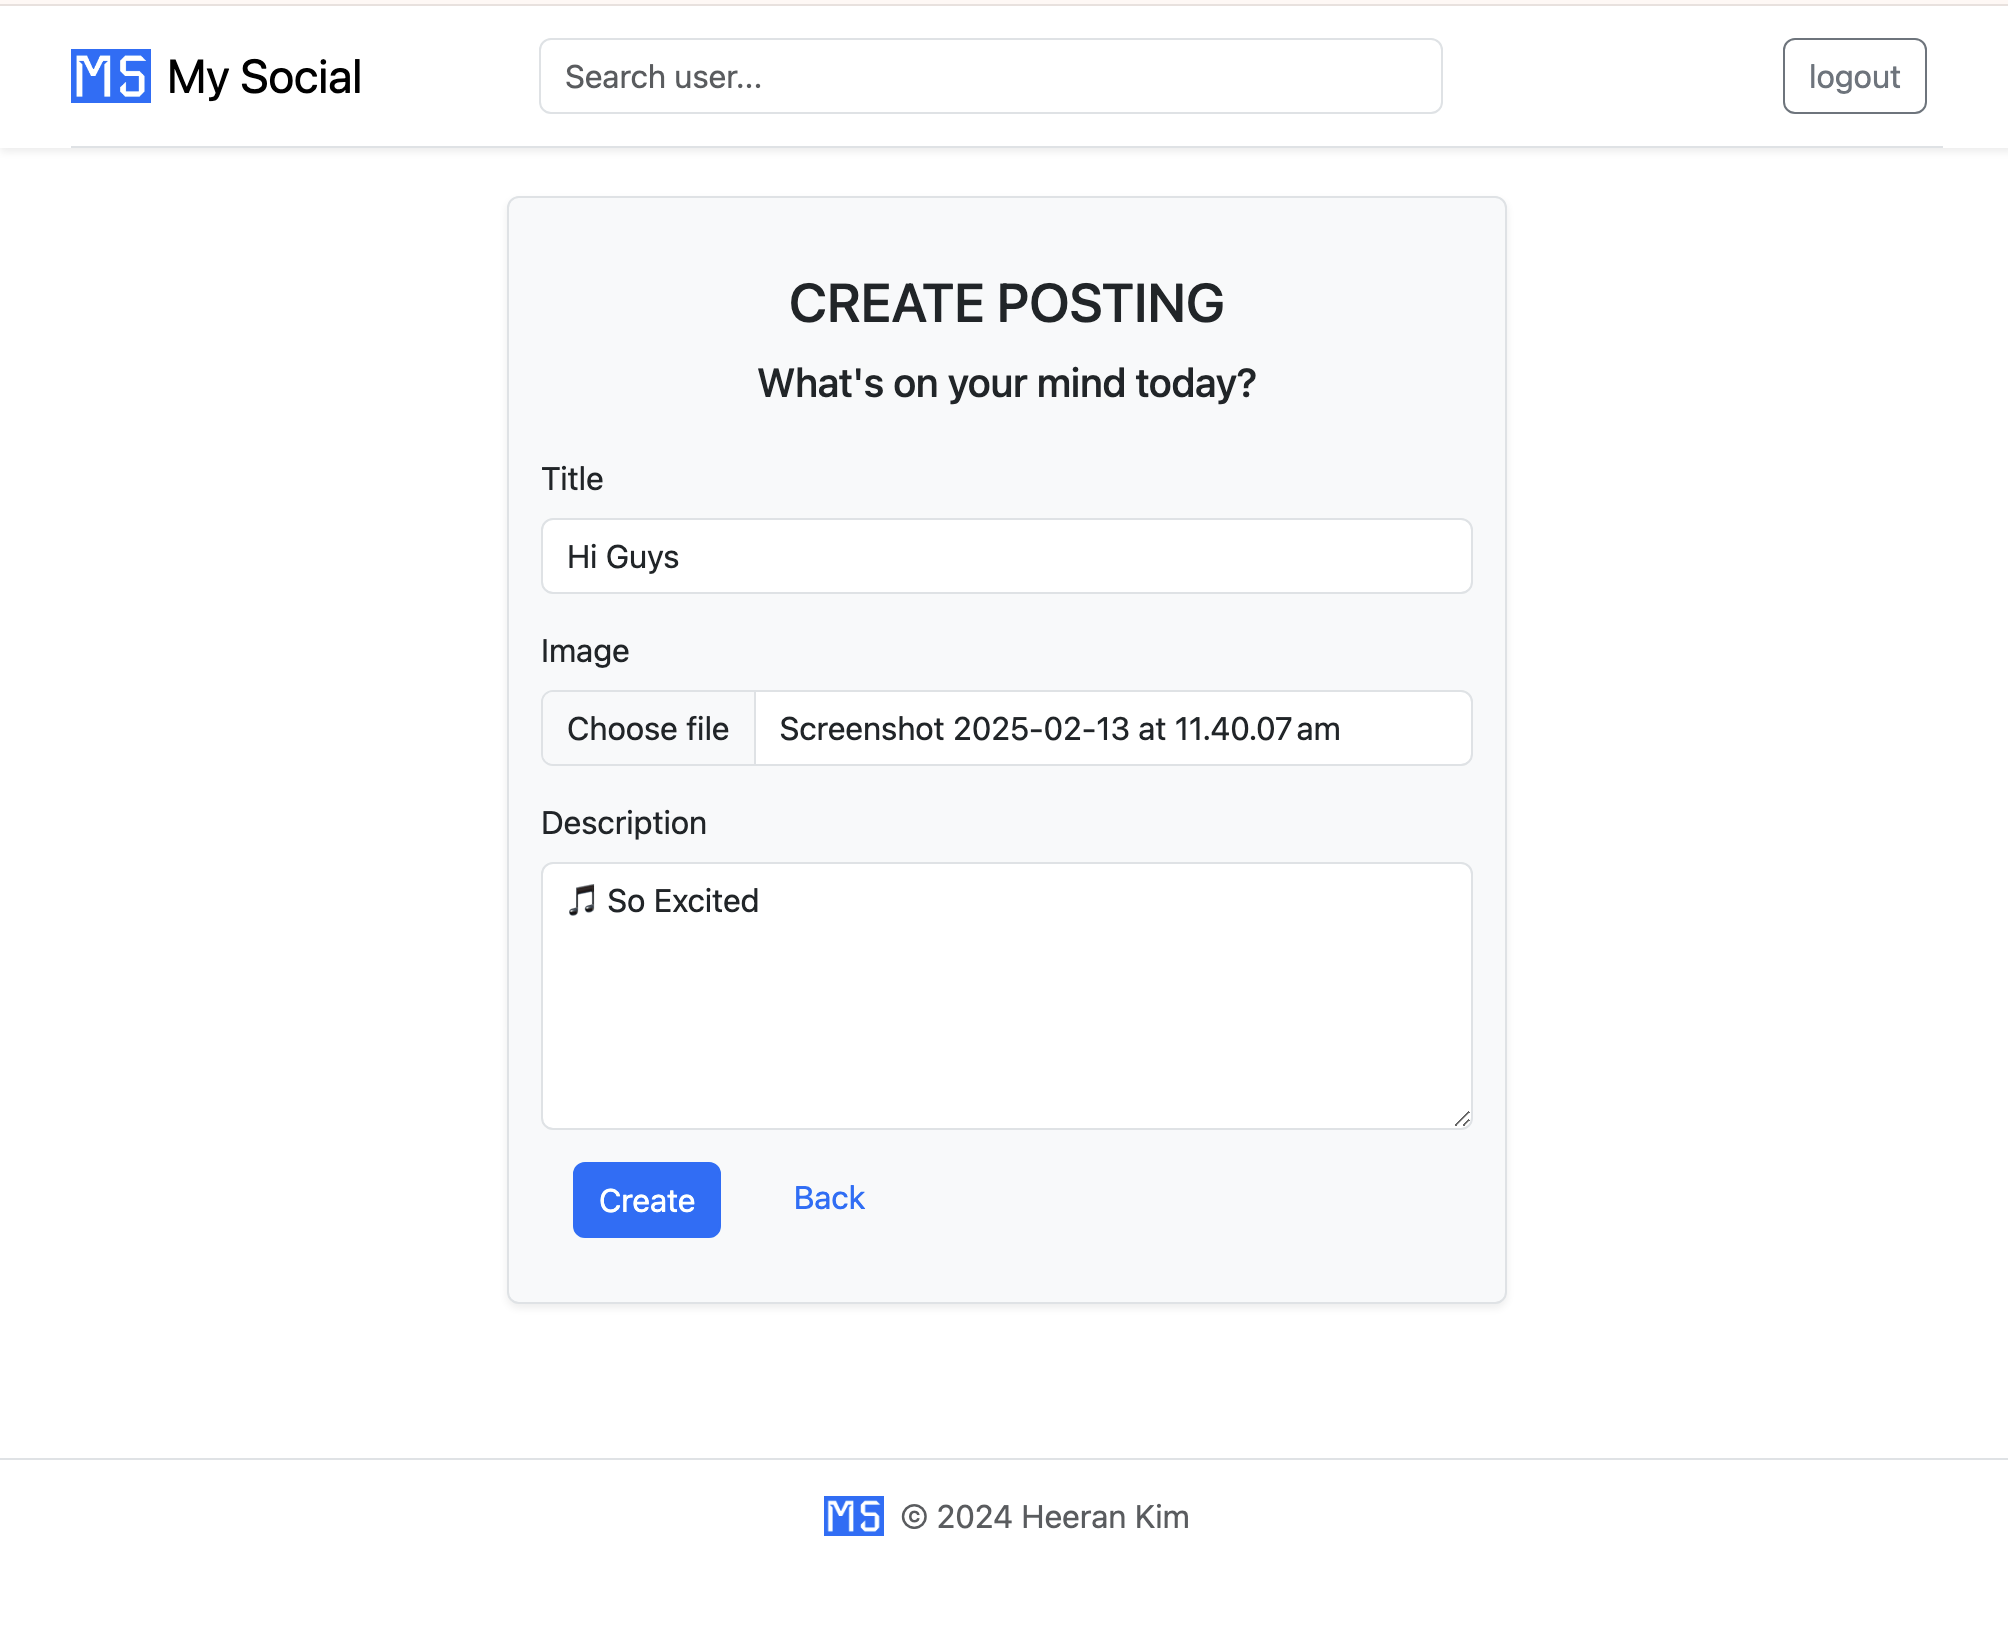 MS My Social
Search user...
logout
CREATE POSTING
What's on your mind today?
Title
Hi Guys
Image
Choose file
Screenshot 2025-02-13 at 11.40.07 am
Description
🎵 So Excited
Create
Back
MS © 2024 Heeran Kim